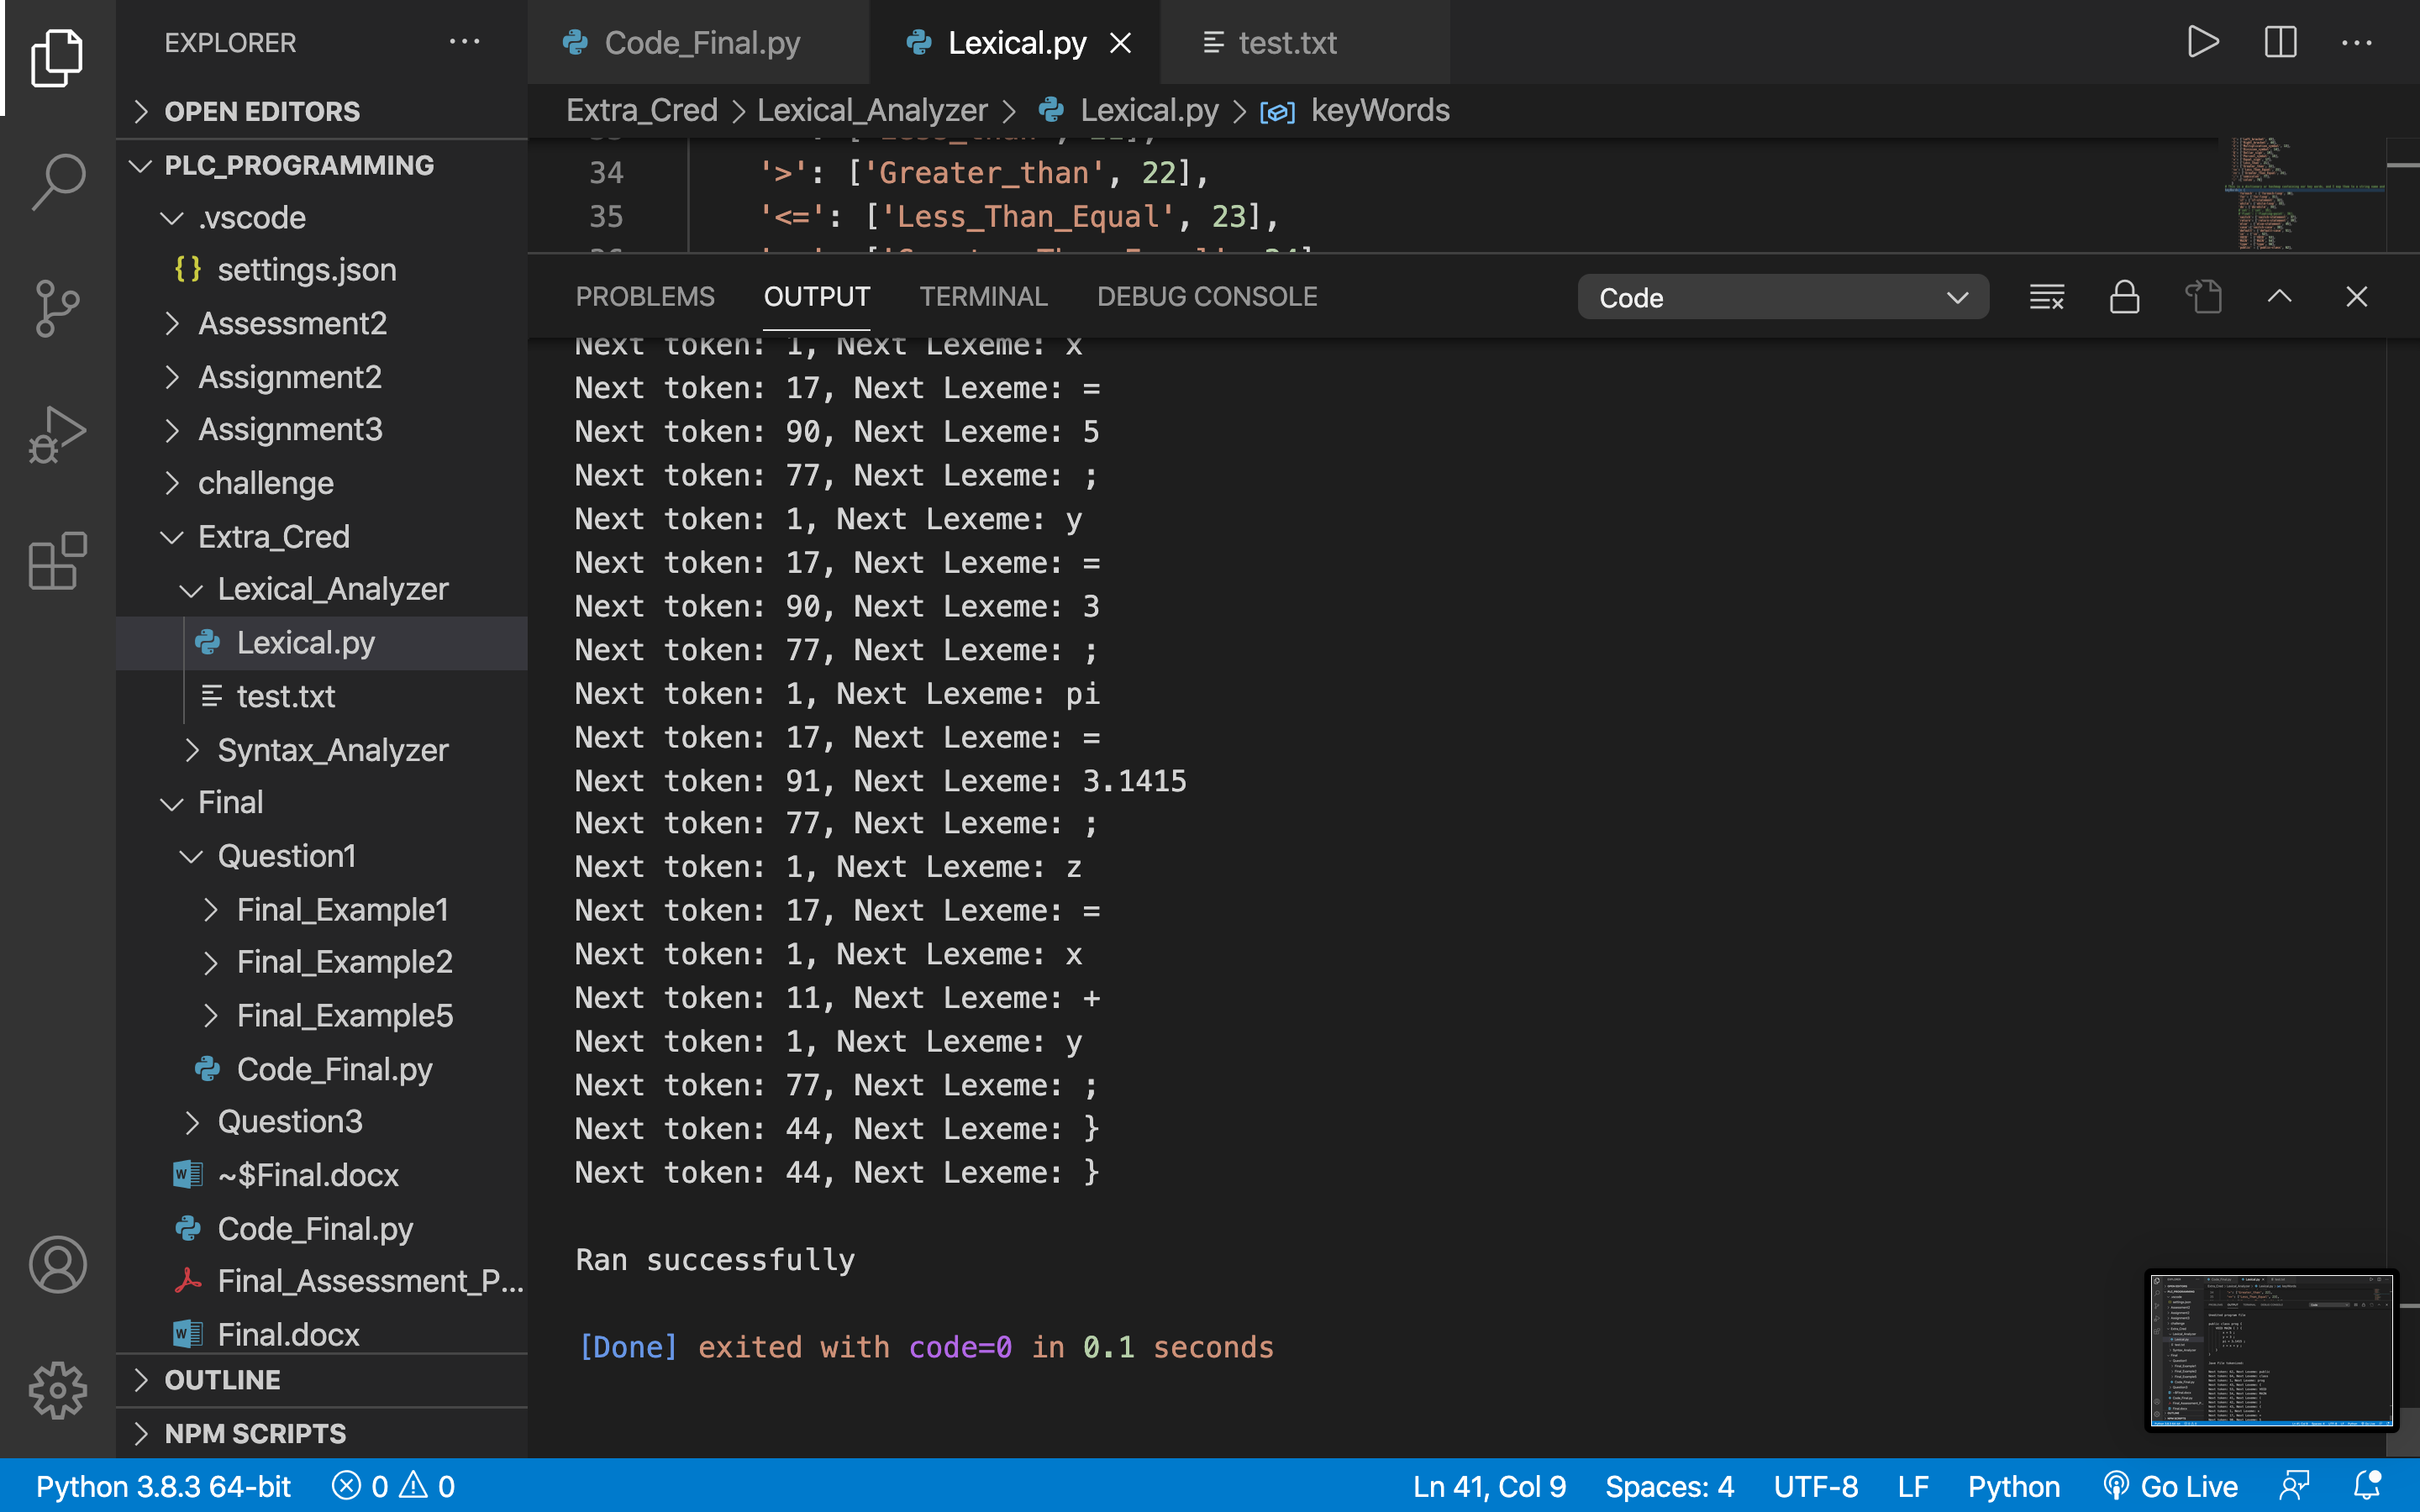 EXPLORER
OPEN EDITORS
PLC_PROGRAMMING
.vscode
{} settings.json
Assessment2
Assignment2
Assignment3
challenge
Extra_Cred
Lexical_Analyzer
Lexical.py
test.txt
Syntax_Analyzer
Final
Question1
Final_Example1
Final_Example2
Final_Example5
Code_Final.py
Question3
~$Final.docx
Code_Final.py
Final_Assessment_P...
Final.docx
OUTLINE
NPM SCRIPTS
Code_Final.py
Lexical.py
test.txt
Extra_Cred > Lexical_Analyzer > Lexical.py > keyWords
34 '>': ['Greater_than', 22],
35 '<=': ['Less_Than_Equal', 23],
PROBLEMS OUTPUT TERMINAL DEBUG CONSOLE
Code
Next token: 1, Next Lexeme: x
Next token: 17, Next Lexeme: =
Next token: 90, Next Lexeme: 5
Next token: 77, Next Lexeme: ;
Next token: 1, Next Lexeme: y
Next token: 17, Next Lexeme: =
Next token: 90, Next Lexeme: 3
Next token: 77, Next Lexeme: ;
Next token: 1, Next Lexeme: pi
Next token: 17, Next Lexeme: =
Next token: 91, Next Lexeme: 3.1415
Next token: 77, Next Lexeme: ;
Next token: 1, Next Lexeme: z
Next token: 17, Next Lexeme: =
Next token: 1, Next Lexeme: x
Next token: 11, Next Lexeme: +
Next token: 1, Next Lexeme: y
Next token: 77, Next Lexeme: ;
Next token: 44, Next Lexeme: }
Next token: 44, Next Lexeme: }
Ran successfully
[Done] exited with code=0 in 0.1 seconds
Python 3.8.3 64-bit 0 0 Ln 41, Col 9 Spaces: 4 UTF-8 LF Python Go Live